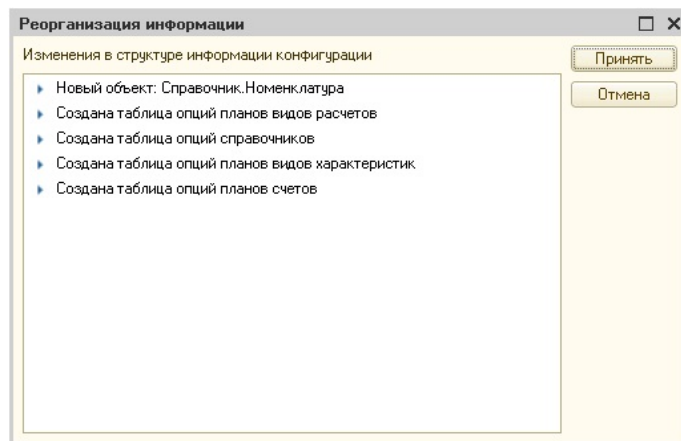 Реорганизация информации
Изменения в структуре информации конфигурации
Принять
Отмена
Новый объект: Справочник.Номенклатура
Создана таблица опций планов видов расчетов
Создана таблица опций справочников
Создана таблица опций планов видов характеристик
Создана таблица опций планов счетов